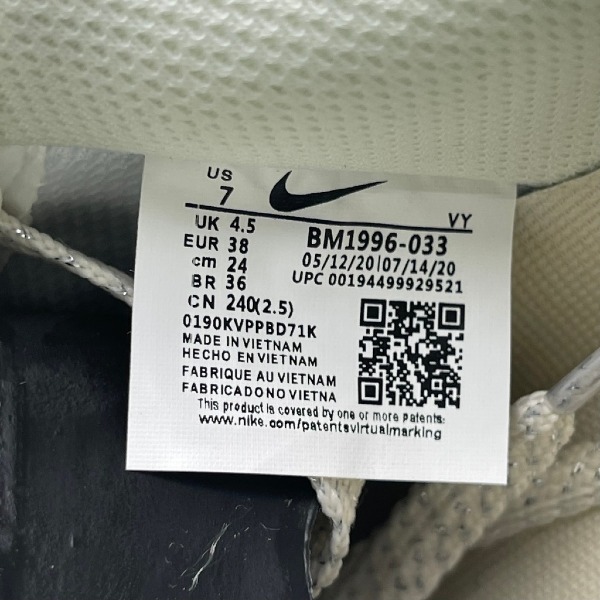 US
7
VY
UK 4.5
EUR 38
cm 24
BR 36
CN 240(2.5)
BM1996-033
05/12/20|07/14/20
UPC 00194499929521
0190KVPPBD71K
MADE IN VIETNAM
HECHO EN VIETNAM
FABRIQUE AU VIETNAM
FABRICADONO VIETNA
This product is covered by one or more patents:
www.nike.com/patentsvirtualmarking